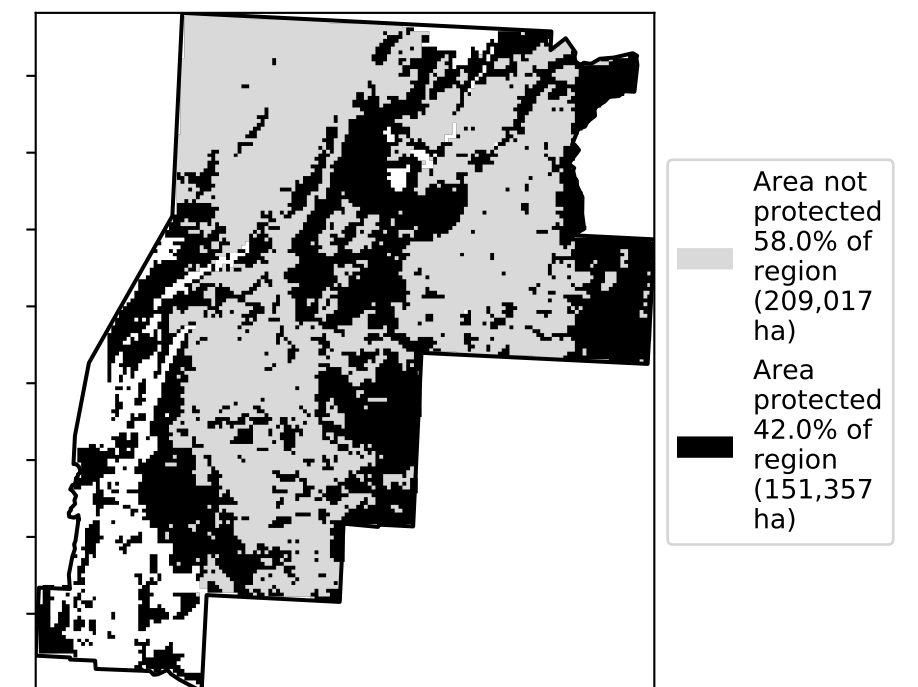 Area not
protected
58.0% of
region
(209,017
ha)
Area
protected
42.0% of
region
(151,357
ha)